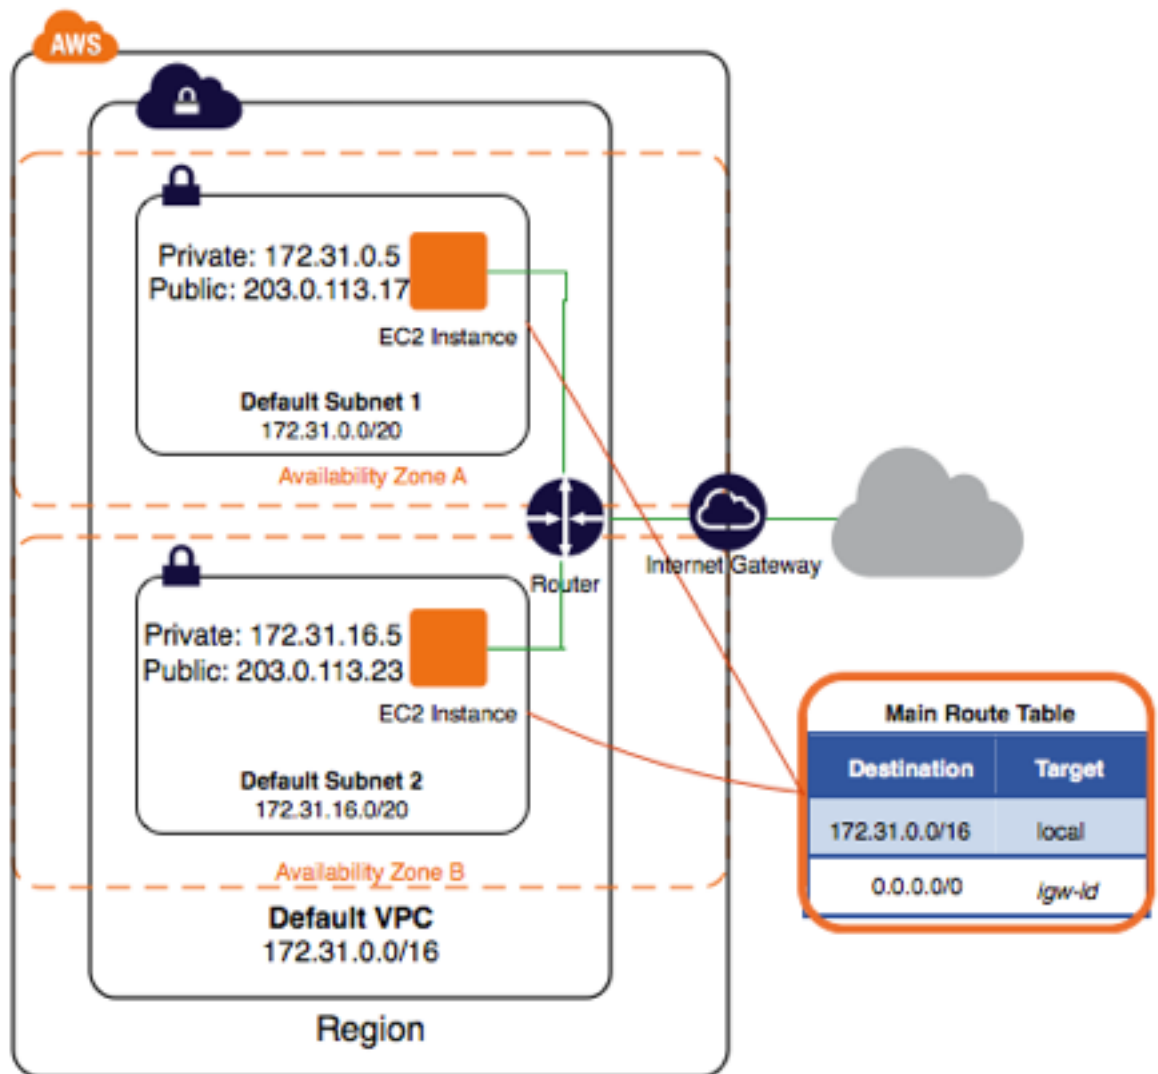 AWS
Private: 172.31.0.5
Public: 203.0.113.17
EC2 Instance
Default Subnet 1
172.31.0.0/20
Availability Zone A
Router
Internet Gateway
Private: 172.31.16.5
Public: 203.0.113.23
EC2 Instance
Default Subnet 2
172.31.16.0/20
Availability Zone B
Default VPC
172.31.0.0/16
Region
Main Route Table
Destination Target
172.31.0.0/16 local
0.0.0.0/0 igw-id